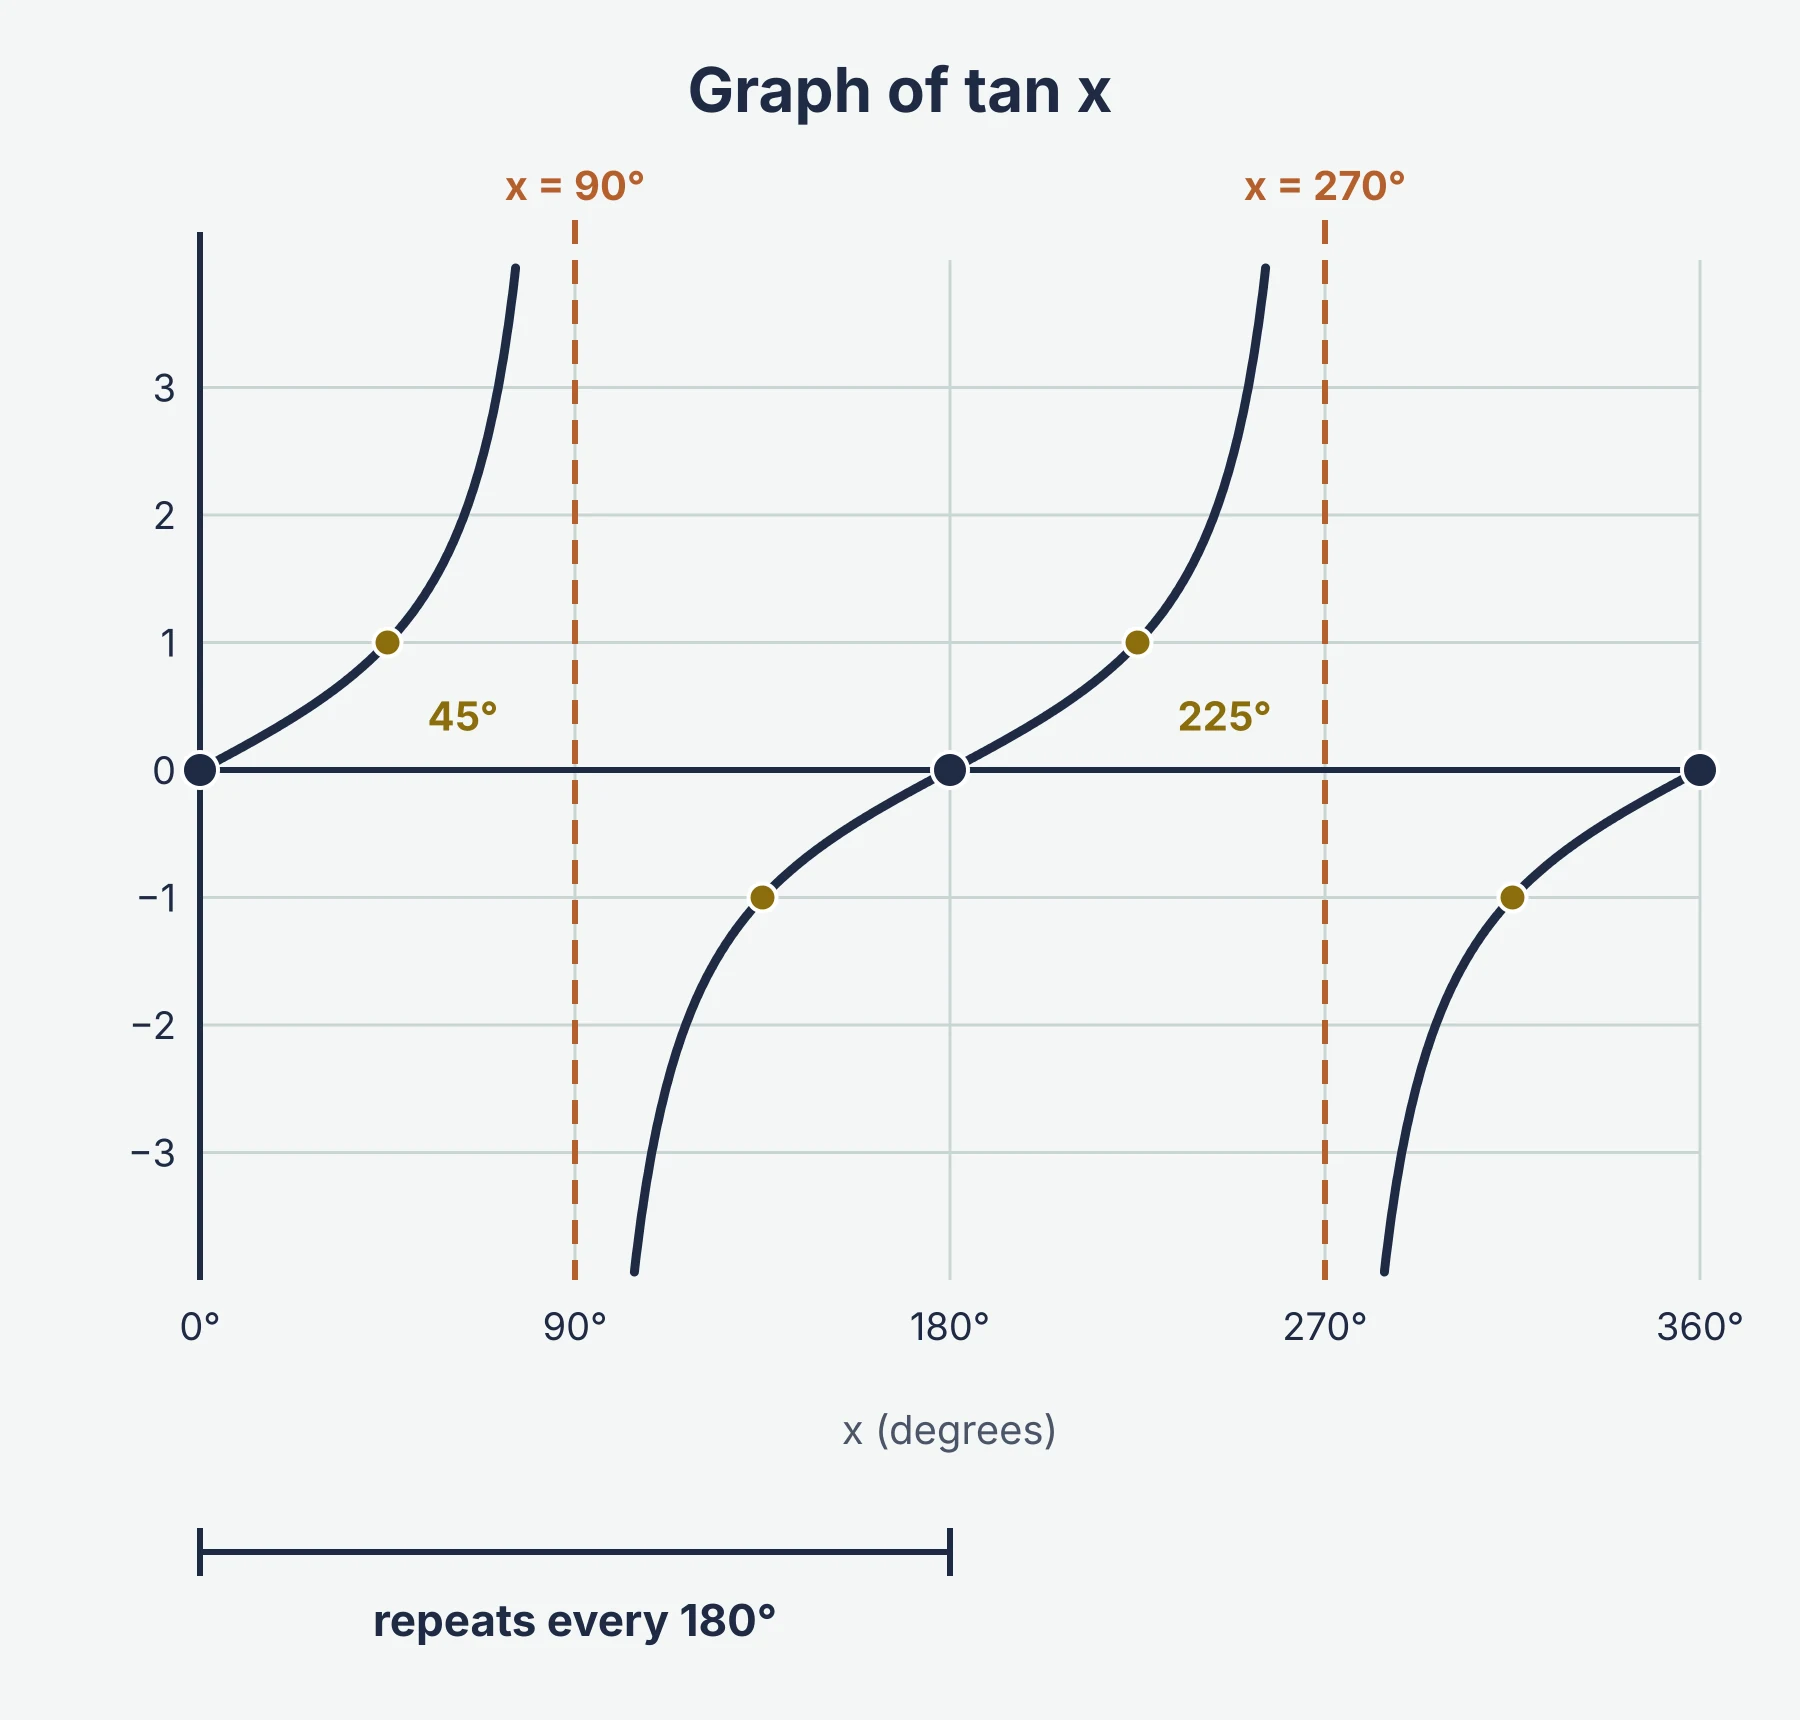 Graph of tan x
x = 90°
x = 270°
3
2
1
45°
225°
0
−1
−2
−3
0°
90°
180°
270°
360°
x (degrees)
repeats every 180°